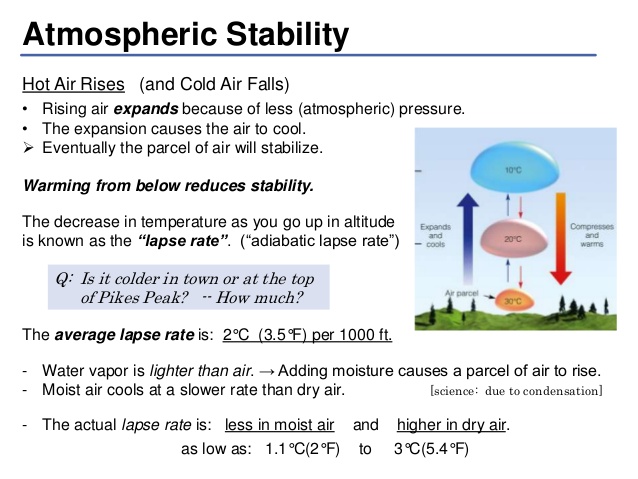 Atmospheric Stability
Hot Air Rises (and Cold Air Falls)
• Rising air expands because of less (atmospheric) pressure.
• The expansion causes the air to cool.
➢ Eventually the parcel of air will stabilize.
Warming from below reduces stability.
The decrease in temperature as you go up in altitude
is known as the “lapse rate”. (“adiabatic lapse rate”)
Q: Is it colder in town or at the top
of Pikes Peak? -- How much?
10°C
Expands
and
cools
20°C
Compresses
and
warms
Air parcel
30°C
The average lapse rate is: 2°C (3.5°F) per 1000 ft.
- Water vapor is lighter than air. → Adding moisture causes a parcel of air to rise.
- Moist air cools at a slower rate than dry air. [science: due to condensation]
- The actual lapse rate is: less in moist air and higher in dry air.
as low as: 1.1°C(2°F) to 3°C(5.4°F)